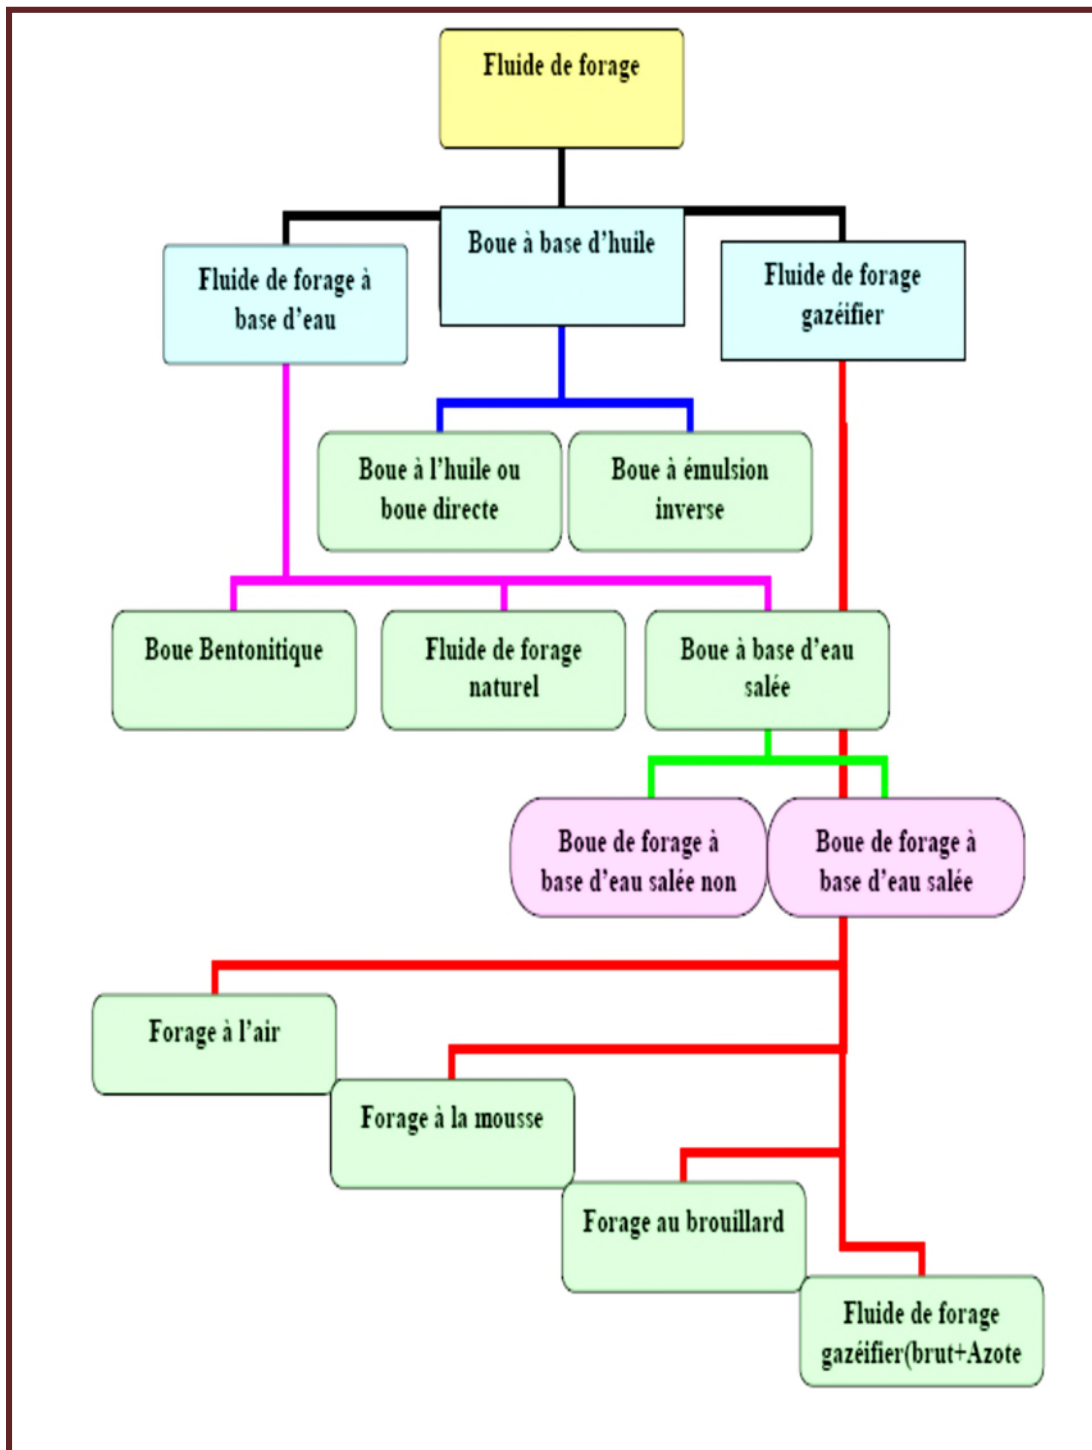 Fluide de forage
Fluide de forage à
base d’eau
Boue à base d’huile
Fluide de forage
gazéifier
Boue à l’huile ou
boue directe
Boue à émulsion
inverse
Boue Bentonitique
Fluide de forage
naturel
Boue à base d’eau
salée
Boue de forage à
base d’eau salée non
Boue de forage à
base d’eau salée
Forage à l’air
Forage à la mousse
Forage au brouillard
Fluide de forage
gazéifier(brut+Azote